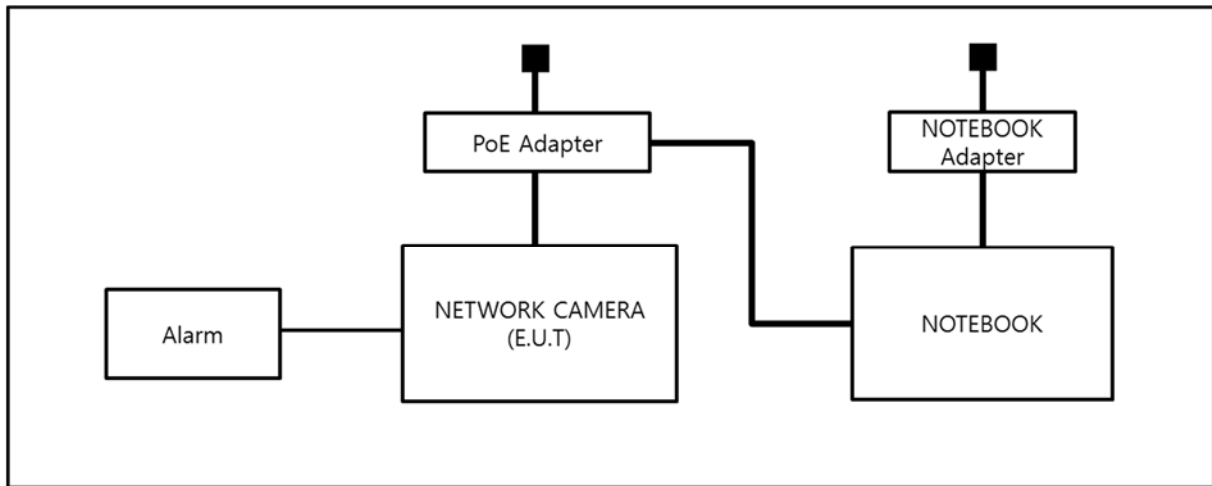 PoE Adapter
NOTEBOOK
Adapter
Alarm
NETWORK CAMERA
(E.U.T)
NOTEBOOK